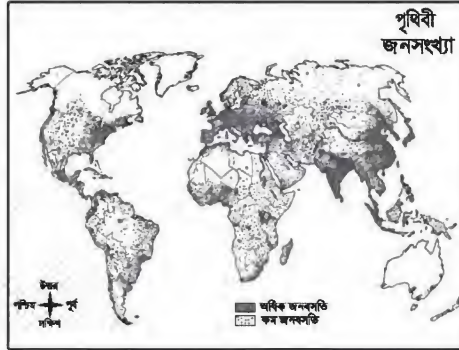 পৃথিবী
জনসংখ্যা
উত্তর
পশ্চিম পূর্ব
দক্ষিণ
অধিক জনবসতি
কম জনবসতি